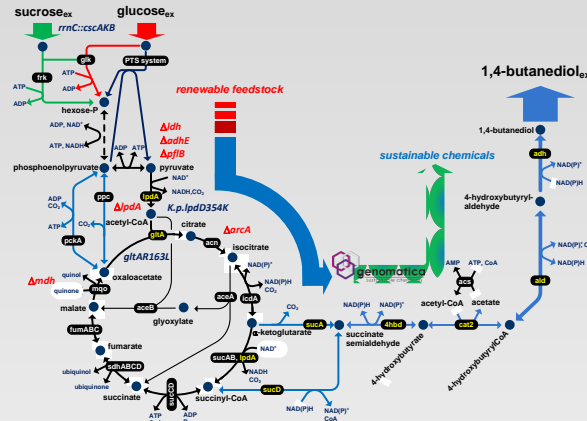 sucrose ex
glucose ex
rrnC::cscAKB
glk
PTS system
frk
ATP
ADP
ATP
ADP
hexose-P
renewable feedstock
1,4-butanediol ex
ADP, NAD+
ATP, NADH
ADP
ATP
Δldh
ΔadhE
ΔpflB
1,4-butanediol
phosphoenolpyruvate
pyruvate
sustainable chemicals
adh
NAD(P)+
NAD(P)H
NAD+
NADH,CO2
ppc
lpdA
ΔlpdA
K.p.lpdD354K
ADP
CO2
CO2
ATP
pckA
acetyl-CoA
citrate
ΔarcA
gltA
acn
isocitrate
4-hydroxybutyryl-
aldehyde
gltAR163L
oxaloacetate
NAD(P)+
genomatica
AMP
ATP, CoA
acs
NAD(P)+
NAD(P)H
ald
Δmdh
quinol
quinone
mqo
NAD(P)H
CO2
acetyl-CoA
acetate
malate
aceB
glyoxylate
aceA
icdA
CO2
NAD(P)H
NAD(P)+
fumABC
α-ketoglutarate
sucA
4hbd
cat2
succinate
semialdehyde
4-hydroxybutyrate
4-hydroxybutyrylCoA
fumarate
sucAB, lpdA
NAD+
NADH
CO2
sdhABCD
ubiquinol
ubiquinone
succinate
sucCD
succinyl-CoA
sucD
ATP
NAD(P)H
NAD(P)+
CoA